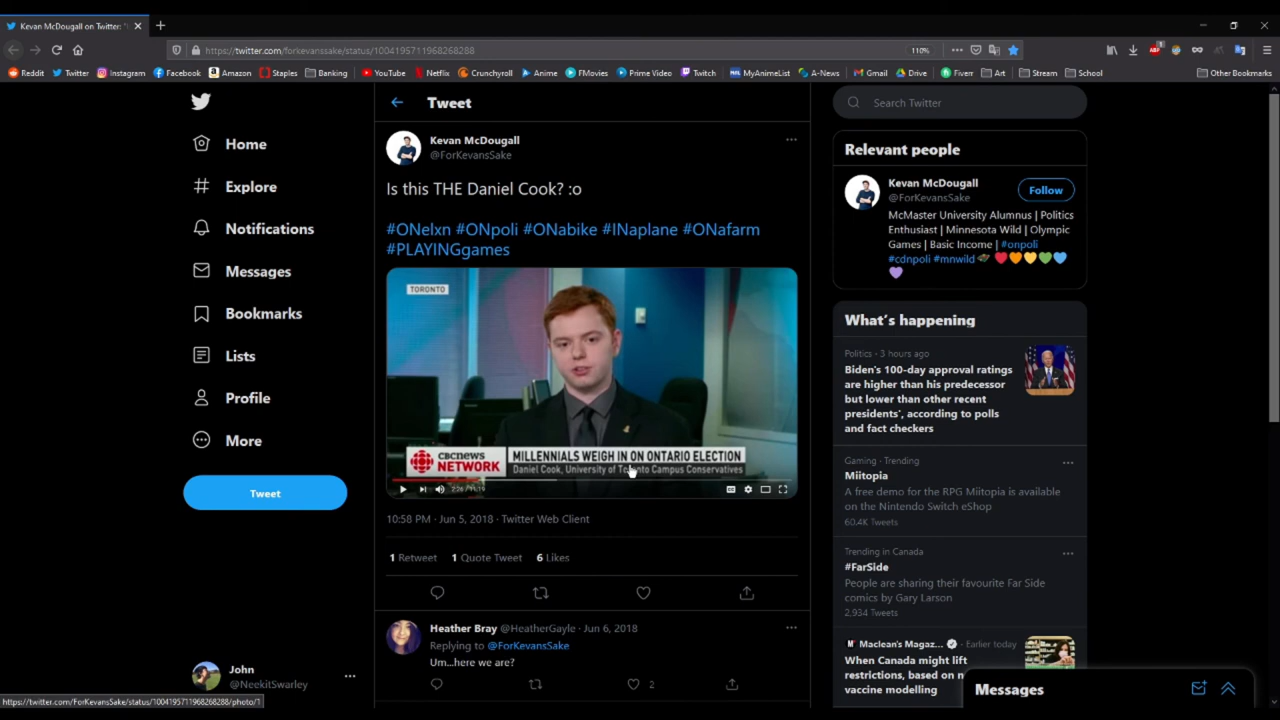 Kevan McDougall on Twitter: "
https://twitter.com/forkevanssake/status/1004195711968268288
110%
Reddit Twitter Instagram Facebook Amazon Staples Banking YouTube Netflix Crunchyroll Anime FMovies Prime Video Twitch MyAnimeList A-News Gmail Drive Fiverr Art Stream School Other Bookmarks
Home
Explore
Notifications
Messages
Bookmarks
Lists
Profile
More
Tweet
John
@NeekitSwarley
https://twitter.com/ForKevansSake/status/1004195711968268288/photo/1
Tweet
Kevan McDougall
@ForKevansSake
Is this THE Daniel Cook? :o
#ONelxn #ONpoli #ONabike #INaplane #ONafarm
#PLAYINGgames
TORONTO
CBCNEWS
NETWORK
MILLENNIALS WEIGH IN ON ONTARIO ELECTION
Daniel Cook, University of Toronto Campus Conservatives
10:58 PM · Jun 5, 2018 · Twitter Web Client
1 Retweet 1 Quote Tweet 6 Likes
Heather Bray @HeatherGayle · Jun 6, 2018
Replying to @ForKevansSake
Um...here we are?
2
Search Twitter
Relevant people
Kevan McDougall
@ForKevansSake
Follow
McMaster University Alumnus | Politics
Enthusiast | Minnesota Wild | Olympic
Games | Basic Income | #onpoli
#cdnpoli #mnwild
What's happening
Politics · 3 hours ago
Biden's 100-day approval ratings
are higher than his predecessor
but lower than other recent
presidents', according to polls
and fact checkers
Gaming · Trending
Miitopia
A free demo for the RPG Miitopia is available
on the Nintendo Switch eShop
60.4K Tweets
Trending in Canada
#FarSide
People are sharing their favourite Far Side
comics by Gary Larson
2,934 Tweets
Maclean's Magaz... · Earlier today
When Canada might lift
restrictions, based on
vaccine modelling
Messages